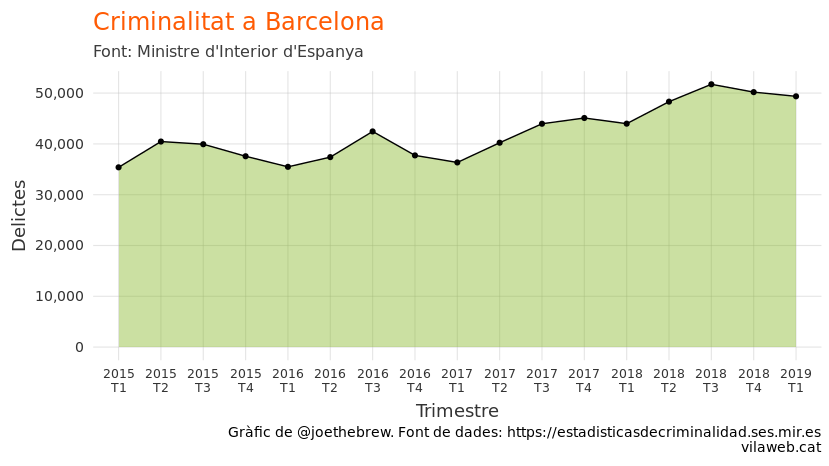 Criminalitat a Barcelona
Font: Ministre d'Interior d'Espanya
Delictes
50,000
40,000
30,000
20,000
10,000
0
2015 2015 2015 2015 2016 2016 2016 2016 2017 2017 2017 2017 2018 2018 2018 2018 2019
T1 T2 T3 T4 T1 T2 T3 T4 T1 T2 T3 T4 T1 T2 T3 T4 T1
Trimestre
Gràfic de @joethebrew. Font de dades: https://estadisticasdecriminalidad.ses.mir.es
vilaweb.cat